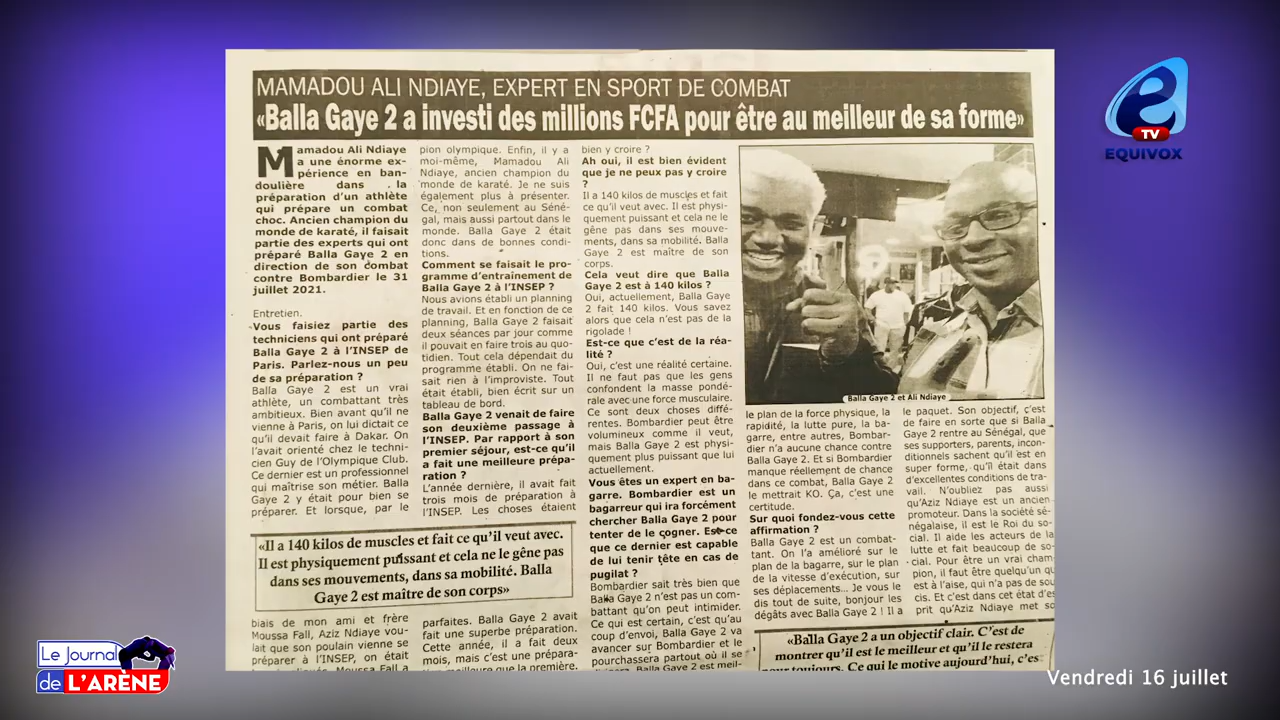 MAMADOU ALI NDIAYE, EXPERT EN SPORT DE COMBAT
«Balla Gaye 2 a investi des millions FCFA pour être au meilleur de sa forme»
Mamadou Ali Ndiaye
a une énorme ex-
périence en ban-
doulière dans la
préparation d'un athlète
qui prépare un combat
choc. Ancien champion du
monde de karaté, il faisait
partie des experts qui ont
préparé Balla Gaye 2 en
direction de son combat
contre Bombardier le 31
juillet 2021.
Entretien.
Vous faisiez partie des
techniciens qui ont préparé
Balla Gaye 2 à l'INSEP de
Paris. Parlez-nous un peu
de sa préparation ?
Balla Gaye 2 est un vrai
athlète, un combattant très
ambitieux. Bien avant qu'il ne
vienne à Paris, on lui dictait ce
qu'il devait faire à Dakar. On
l'avait orienté chez le techni-
cien Guy de l'Olympique Club.
Ce dernier est un professionnel
qui maîtrise son métier. Balla
Gaye 2 y était pour bien se
préparer. Et lorsque, par le
«Il a 140 kilos de muscles et fait ce qu'il veut avec.
Il est physiquement puissant et cela ne le gêne pas
dans ses mouvements, dans sa mobilité. Balla
Gaye 2 est maître de son corps»
biais de mon ami et frère
Moussa Fall, Aziz Ndiaye vou-
lait que son poulain vienne se
préparer à l'INSEP, on était
Moussa Fall a
pion olympique. Enfin, il y a
moi-même, Mamadou Ali
Ndiaye, ancien champion du
monde de karaté. Je ne suis
également plus à présenter.
Ce, non seulement au Séné-
gal, mais aussi partout dans le
monde. Balla Gaye 2 était
donc dans de bonnes condi-
tions.
Comment se faisait le pro-
gramme d'entraînement de
Balla Gaye 2 à l'INSEP ?
Nous avions établi un planning
de travail. Et en fonction de ce
planning, Balla Gaye 2 faisait
deux séances par jour comme
il pouvait en faire trois au quo-
tidien. Tout cela dépendait du
programme établi. On ne fai-
sait rien à l'improviste. Tout
était établi, bien écrit sur un
tableau de bord.
Balla Gaye 2 venait de faire
son deuxième passage à
l'INSEP. Par rapport à son
premier séjour, est-ce qu'il
a fait une meilleure prépa-
ration ?
L'année dernière, il avait fait
trois mois de préparation à
l'INSEP. Les choses étaient
parfaites. Balla Gaye 2 avait
fait une superbe préparation.
Cette année, il a fait deux
mois, mais c'est une prépara-
meilleure que la première.
bien y croire ?
Ah oui, il est bien évident
que je ne peux pas y croire
?
Il a 140 kilos de muscles et fait
ce qu'il veut avec. Il est physi-
quement puissant et cela ne le
gêne pas dans ses mouve-
ments, dans sa mobilité. Balla
Gaye 2 est maître de son
corps.
Cela veut dire que Balla
Gaye 2 est à 140 kilos ?
Oui, actuellement, Balla Gaye
2 fait 140 kilos. Vous savez
alors que cela n'est pas de la
rigolade !
Est-ce que c'est de la réa-
lité ?
Oui, c'est une réalité certaine.
Il ne faut pas que les gens
confondent la masse pondé-
rale avec une force musculaire.
Ce sont deux choses diffé-
rentes. Bombardier peut être
volumineux comme il veut,
mais Balla Gaye 2 est physi-
quement plus puissant que lui
actuellement.
Vous êtes un expert en ba-
garre. Bombardier est un
bagarreur qui ira forcément
chercher Balla Gaye 2 pour
tenter de le cogner. Est-ce
que ce dernier est capable
de lui tenir tête en cas de
pugilat ?
Bombardier sait très bien que
Balla Gaye 2 n'est pas un com-
battant qu'on peut intimider.
Ce qui est certain, c'est qu'au
coup d'envoi, Balla Gaye 2 va
avancer sur Bombardier et le
pourchassera partout où il se
Balla Gaye 2 est meil-
Balla Gaye 2 et Ali Ndiaye
le plan de la force physique, la
rapidité, la lutte pure, la ba-
garre, entre autres, Bombar-
dier n'a aucune chance contre
Balla Gaye 2. Et si Bombardier
manque réellement de chance
dans ce combat, Balla Gaye 2
le mettrait KO. Ça, c'est une
certitude.
Sur quoi fondez-vous cette
affirmation ?
Balla Gaye 2 est un combat-
tant. On l'a amélioré sur le
plan de la bagarre, sur le plan
de la vitesse d'exécution, sur
ses déplacements... Je vous le
dis tout de suite, bonjour les
dégâts avec Balla Gaye 2 ! Il a
le paquet. Son objectif, c'est
de faire en sorte que si Balla
Gaye 2 rentre au Sénégal, que
ses supporters, parents, incon-
ditionnels sachent qu'il est en
super forme, qu'il était dans
d'excellentes conditions de tra-
vail. N'oubliez pas aussi
qu'Aziz Ndiaye est un ancien
promoteur. Dans la société sé-
négalaise, il est le Roi du so-
cial. Il aide les acteurs de la
lutte et fait beaucoup de so-
cial. Pour être un vrai cham-
pion, il faut être quelqu'un qu
est à l'aise, qui n'a pas de sou
cis. Et c'est dans cet état d'es
prit qu'Aziz Ndiaye met so
«Balla Gaye 2 a un objectif clair. C'est de
montrer qu'il est le meilleur et qu'il le restera
pour toujours. Ce qui le motive aujourd'hui, c'es
e
TV
EQUIVOX
Le Journal
de L'ARÈNE
Vendredi 16 juillet